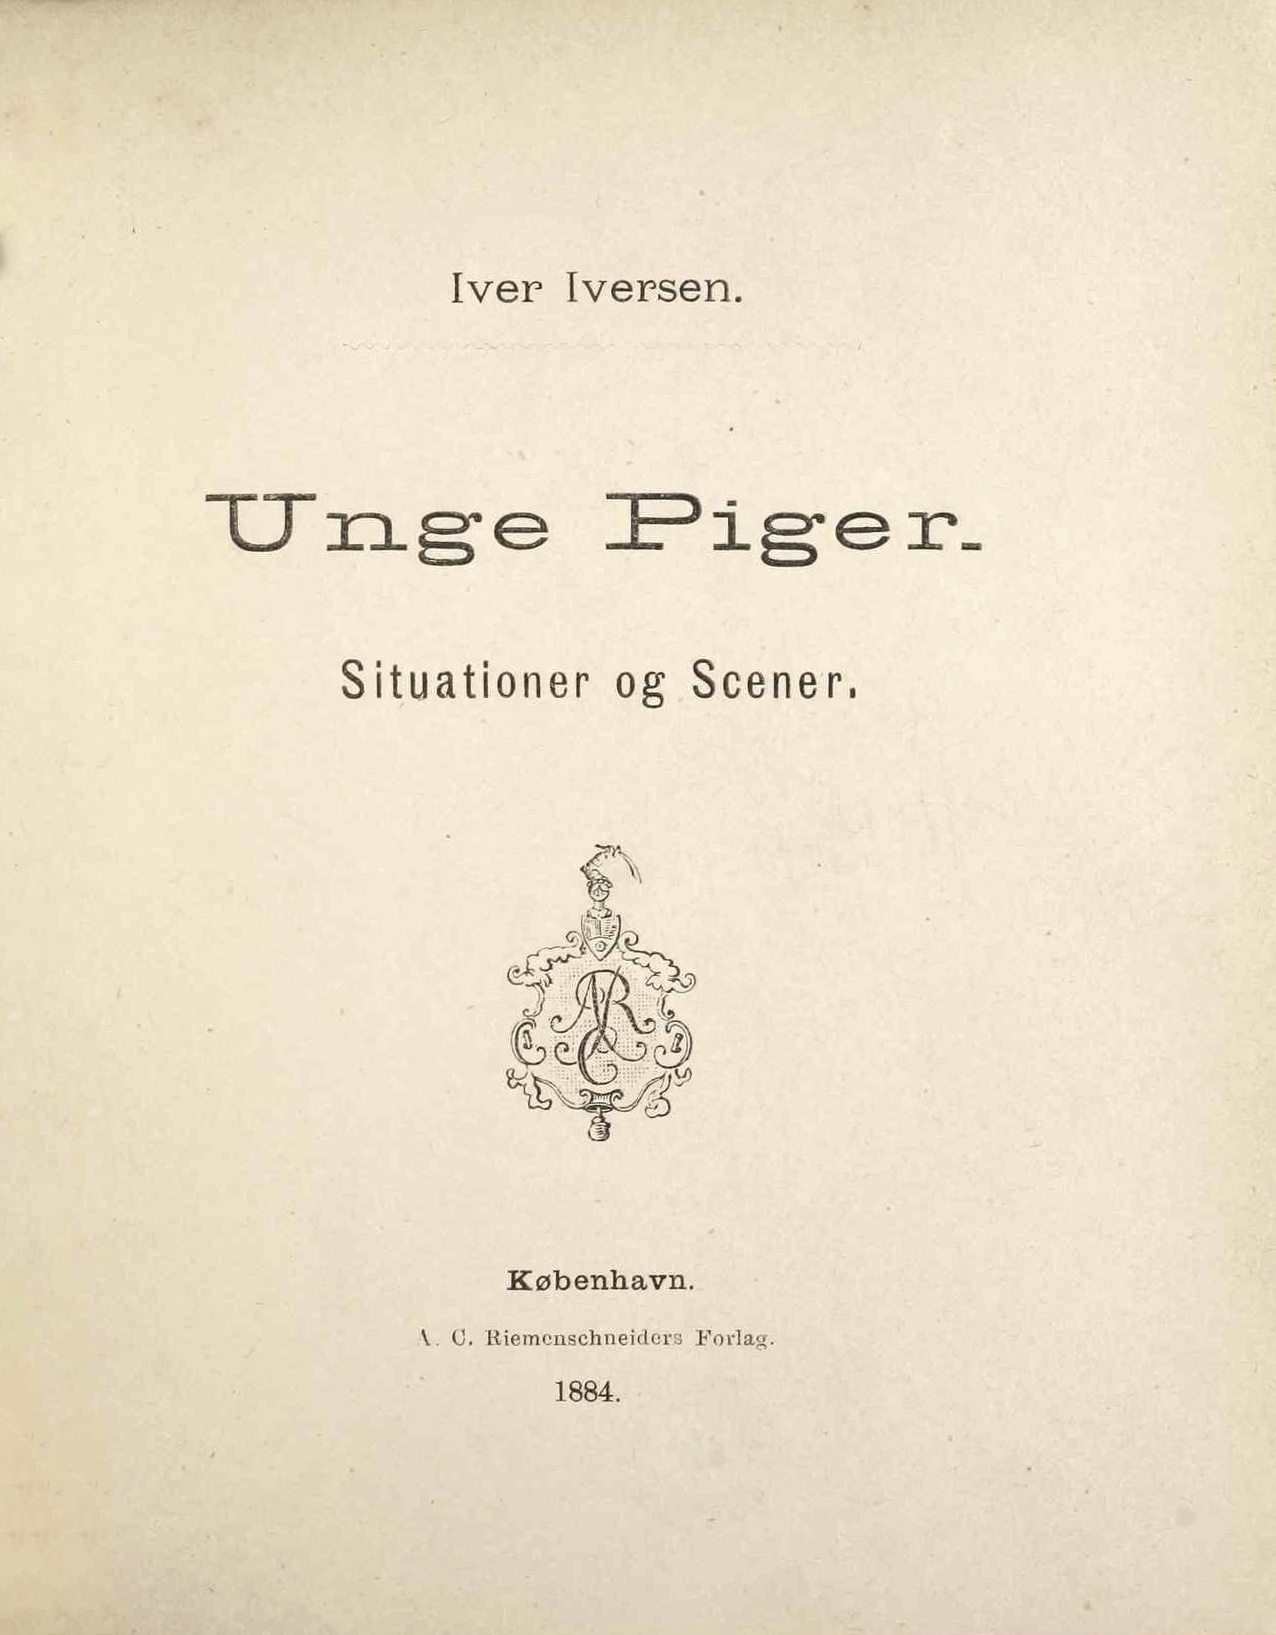 Iver Iversen.
Unge Piger.
Situationer og Scener.
København.
A. C. Riemenschneiders Forlag.
1884.